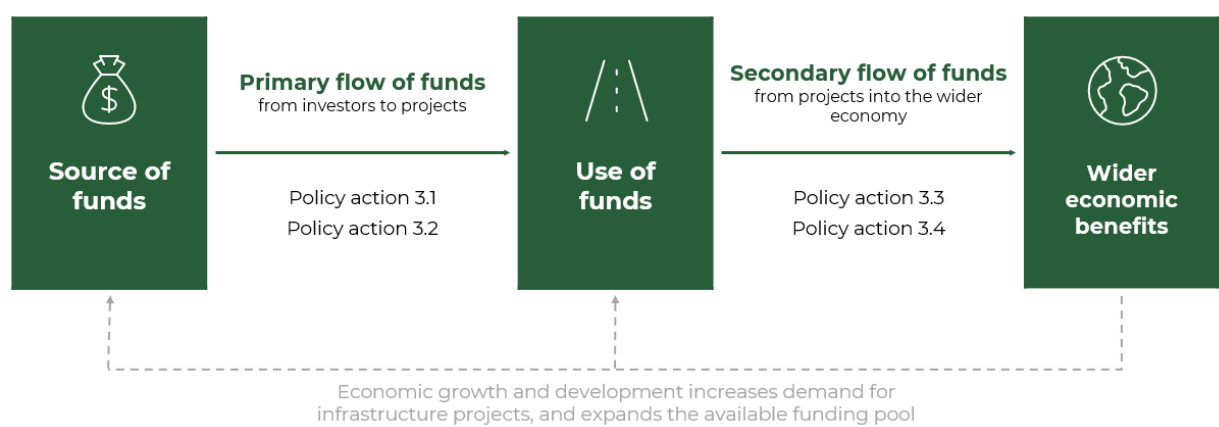 $
Source of
funds
Primary flow of funds
from investors to projects
Policy action 3.1
Policy action 3.2
Use of
funds
Secondary flow of funds
from projects into the wider
economy
Policy action 3.3
Policy action 3.4
Wider
economic
benefits
Economic growth and development increases demand for
infrastructure projects, and expands the available funding pool